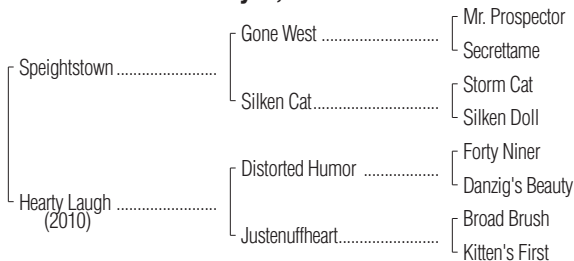 Mr. Prospector
Gone West
Secrettame
Speightstown
Storm Cat
Silken Cat
Silken Doll
Forty Niner
Distorted Humor
Danzig's Beauty
Hearty Laugh
(2010)
Broad Brush
Justenuffheart
Kitten's First